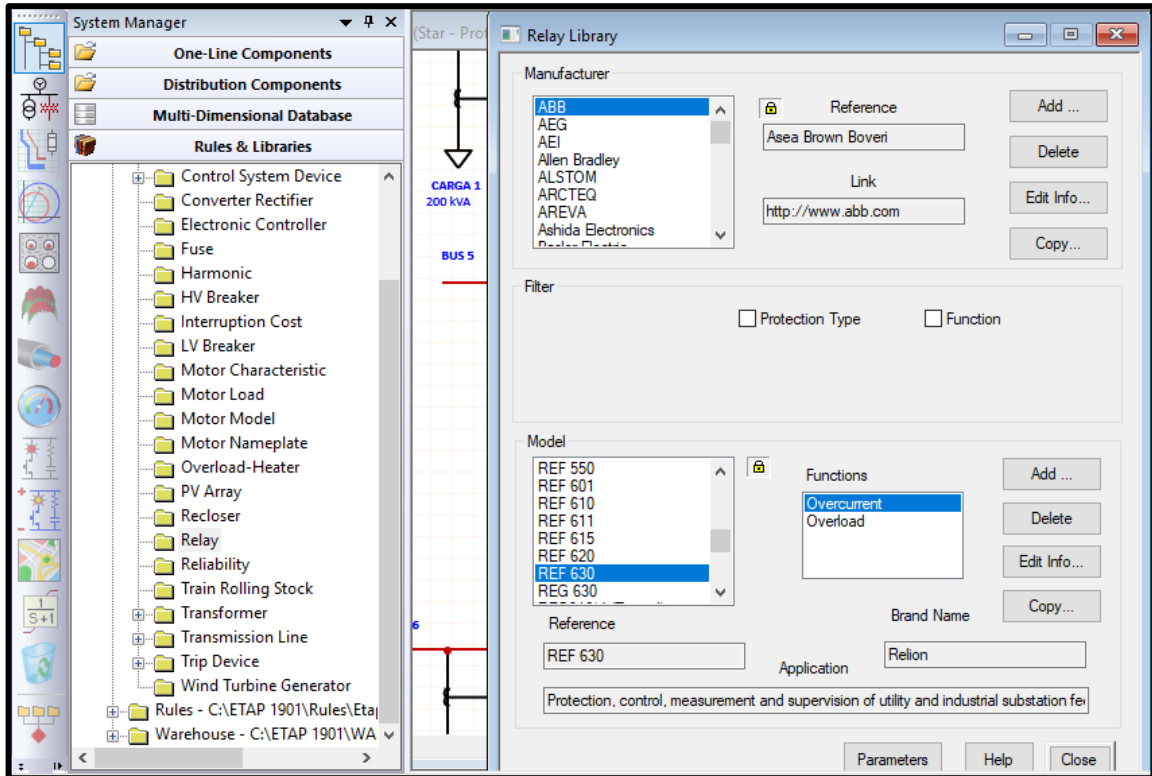 System Manager
One-Line Components
Distribution Components
Multi-Dimensional Database
Rules & Libraries
Control System Device
Converter Rectifier
Electronic Controller
Fuse
Harmonic
HV Breaker
Interruption Cost
LV Breaker
Motor Characteristic
Motor Load
Motor Model
Motor Nameplate
Overload-Heater
PV Array
Recloser
Relay
Reliability
Train Rolling Stock
Transformer
Transmission Line
Trip Device
Wind Turbine Generator
Rules - C:\ETAP 1901\Rules\Etap
Warehouse - C:\ETAP 1901\WA
1
S+1
(Star - Prot
CARGA 1
200 kVA
BUS 5
6
Relay Library
Manufacturer
ABB
AEG
AEI
Allen Bradley
ALSTOM
ARCTEQ
AREVA
Ashida Electronics
Reference
Asea Brown Boveri
Link
http://www.abb.com
Add ...
Delete
Edit Info...
Copy...
Filter
Protection Type
Function
Model
REF 550
REF 601
REF 610
REF 611
REF 615
REF 620
REF 630
REG 630
Functions
Overcurrent
Overload
Add ...
Delete
Edit Info...
Copy...
Reference
REF 630
Brand Name
Relion
Application
Protection, control, measurement and supervision of utility and industrial substation fe
Parameters
Help
Close